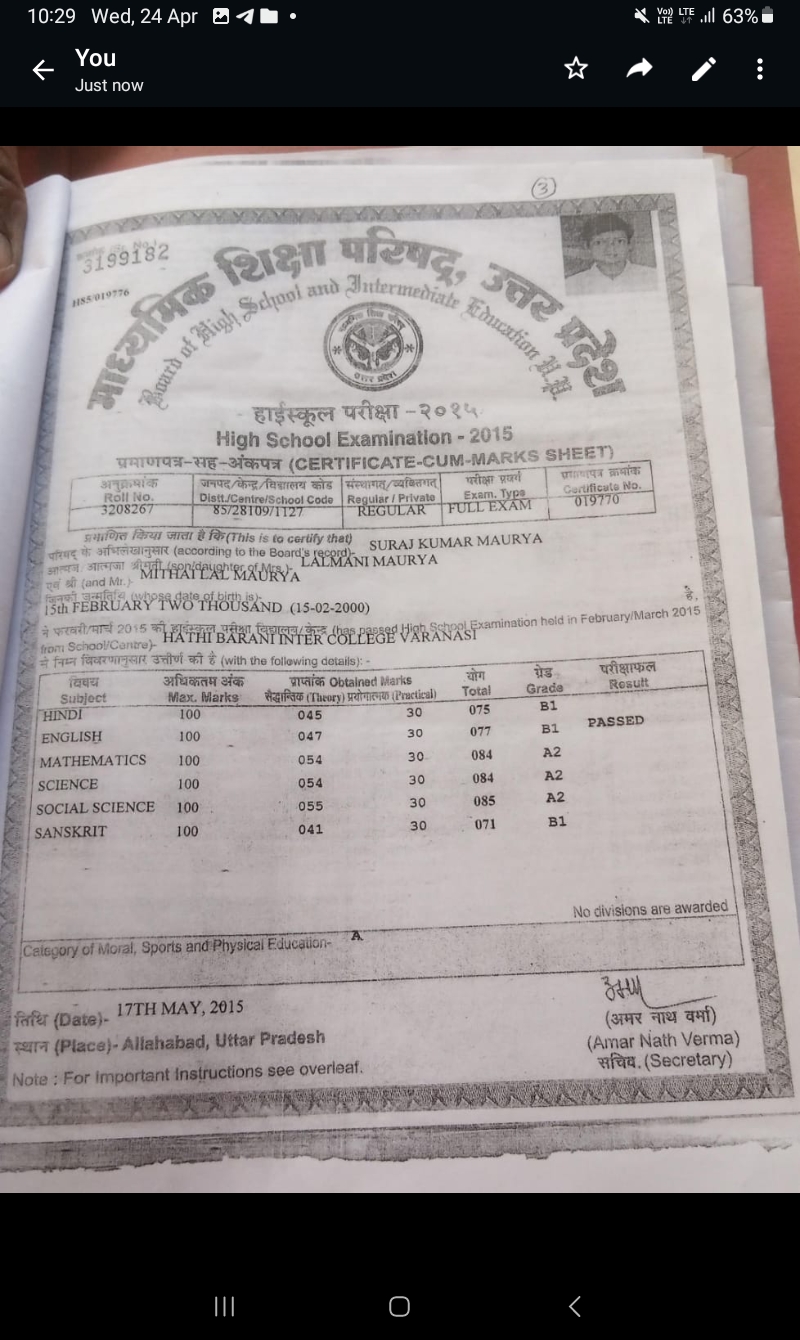 10:29 Wed, 24 Apr
Vo) LTE LTE 63%
You
Just now
3
3199182
H85/019776
माध्यमिक शिक्षा परिषद्, उत्तर प्रदेश
Board of High School and Intermediate Education U.P.
हाईस्कूल परीक्षा -२०१५
High School Examination - 2015
प्रमाणपत्र-सह-अंकपत्र (CERTIFICATE-CUM-MARKS SHEET)
अनुक्रमांक जनपद/केन्द्र/विद्यालय कोड संस्थागत/व्यक्तिगत परीक्षा प्रवर्ग प्रमाणपत्र क्रमांक
Roll No. Distt./Centre/School Code Regular / Private Exam. Type Certificate No.
3208267 85/28109/1127 REGULAR FULL EXAM 019770
प्रमाणित किया जाता है कि(This is to certify that) SURAJ KUMAR MAURYA
परिषद् के अभिलेखानुसार (according to the Board's record)-
आत्मज/आत्मजा श्रीमती (son/daughter of Mrs.)- LALMANI MAURYA
एवं श्री (and Mr.)- MITHAI LAL MAURYA
जिनकी जन्मतिथि (whose date of birth is)-
15th FEBRUARY TWO THOUSAND (15-02-2000) है,
ने फरवरी/मार्च 2015 की हाईस्कूल परीक्षा विद्यालय/केन्द्र (has passed High School Examination held in February/March 2015
from School/Centre)- HATHI BARANI INTER COLLEGE VARANASI
से निम्न विवरणानुसार उत्तीर्ण की है (with the following details): -
विषय अधिकतम अंक प्राप्तांक Obtained Marks योग ग्रेड परीक्षाफल
Subject Max. Marks सैद्धान्तिक (Theory) प्रयोगात्मक (Practical) Total Grade Result
HINDI 100 045 30 075 B1
ENGLISH 100 047 30 077 B1 PASSED
MATHEMATICS 100 054 30 084 A2
SCIENCE 100 054 30 084 A2
SOCIAL SCIENCE 100 055 30 085 A2
SANSKRIT 100 041 30 071 B1
No divisions are awarded
Category of Moral, Sports and Physical Education- A
तिथि (Date)- 17TH MAY, 2015
स्थान (Place)- Allahabad, Uttar Pradesh
(अमर नाथ वर्मा)
(Amar Nath Verma)
सचिव (Secretary)
Note : For Important Instructions see overleaf.